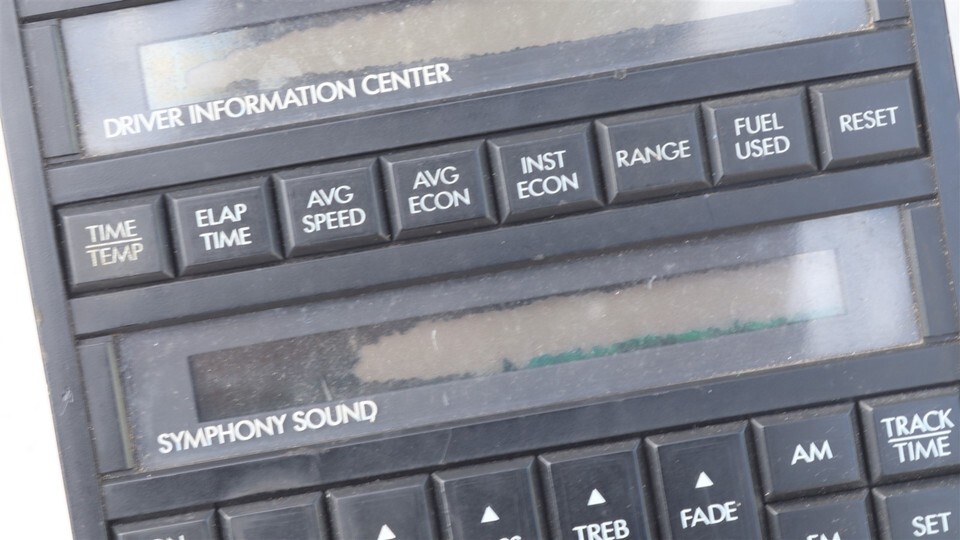 DRIVER INFORMATION CENTER
TIME
TEMP
ELAP
TIME
AVG
SPEED
AVG
ECON
INST
ECON
RANGE
FUEL
USED
RESET
SYMPHONY SOUND
TREB
FADE
AM
TRACK
TIME
FM
SET